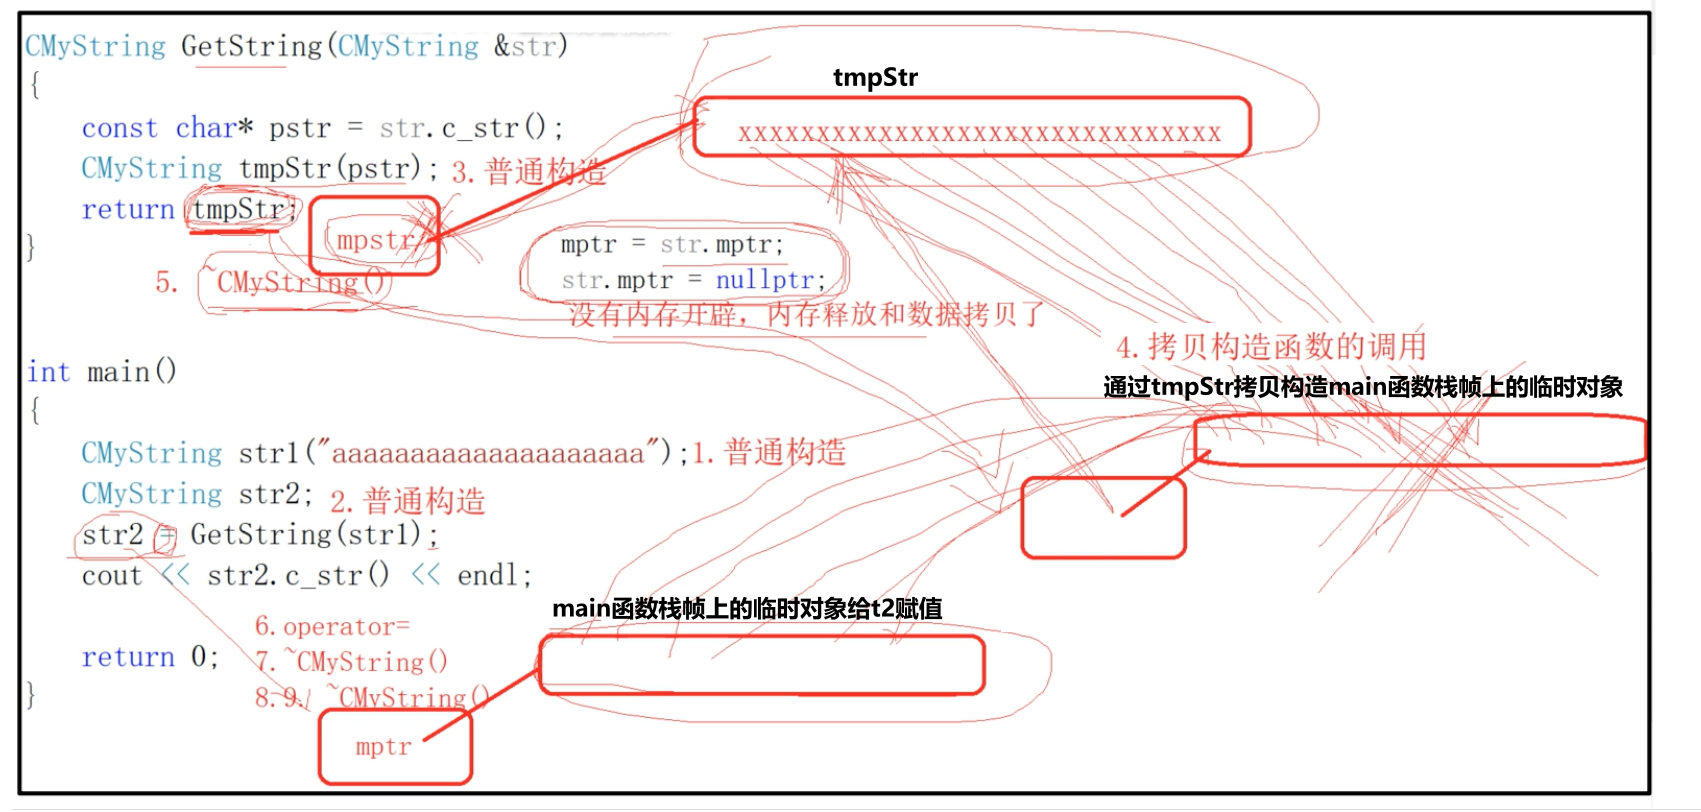 CMyString GetString(CMyString &str)
{
tmpStr
const char* pstr = str.c_str();
xxxxxxxxxxxxxxxxxxxxxxxxxxxxxxx
CMyString tmpStr(pstr); 3.普通构造
return tmpStr;
mpstr
}
mptr = str.mptr;
5. ~CMyString()
str.mptr = nullptr;
没有内存开辟，内存释放和数据拷贝了
4.拷贝构造函数的调用
int main()
通过tmpStr拷贝构造main函数栈帧上的临时对象
{
CMyString str1("aaaaaaaaaaaaaaaaaaaa");1.普通构造
CMyString str2; 2.普通构造
str2 = GetString(str1);
cout << str2.c_str() << endl;
main函数栈帧上的临时对象给t2赋值
6.operator=
return 0; 7.~CMyString()
8.9. ~CMyString()
}
mptr